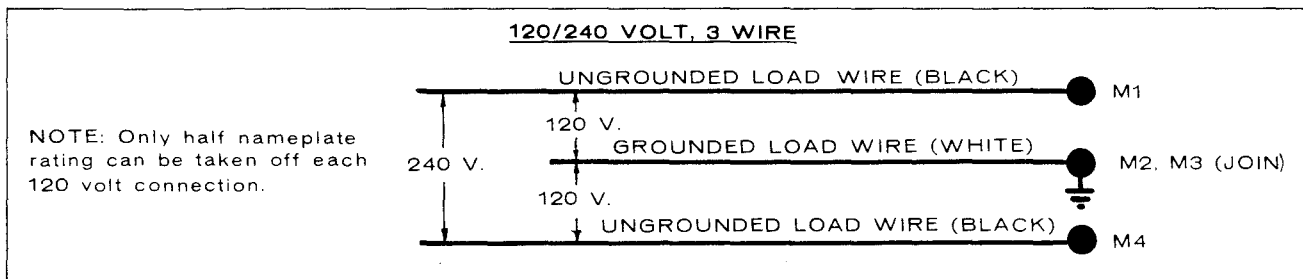 120/240 VOLT, 3 WIRE
UNGROUNDED LOAD WIRE (BLACK)
M1
NOTE: Only half nameplate
rating can be taken off each
120 volt connection.
240 V.
120 V.
GROUNDED LOAD WIRE (WHITE)
M2, M3 (JOIN)
120 V.
UNGROUNDED LOAD WIRE (BLACK)
M4